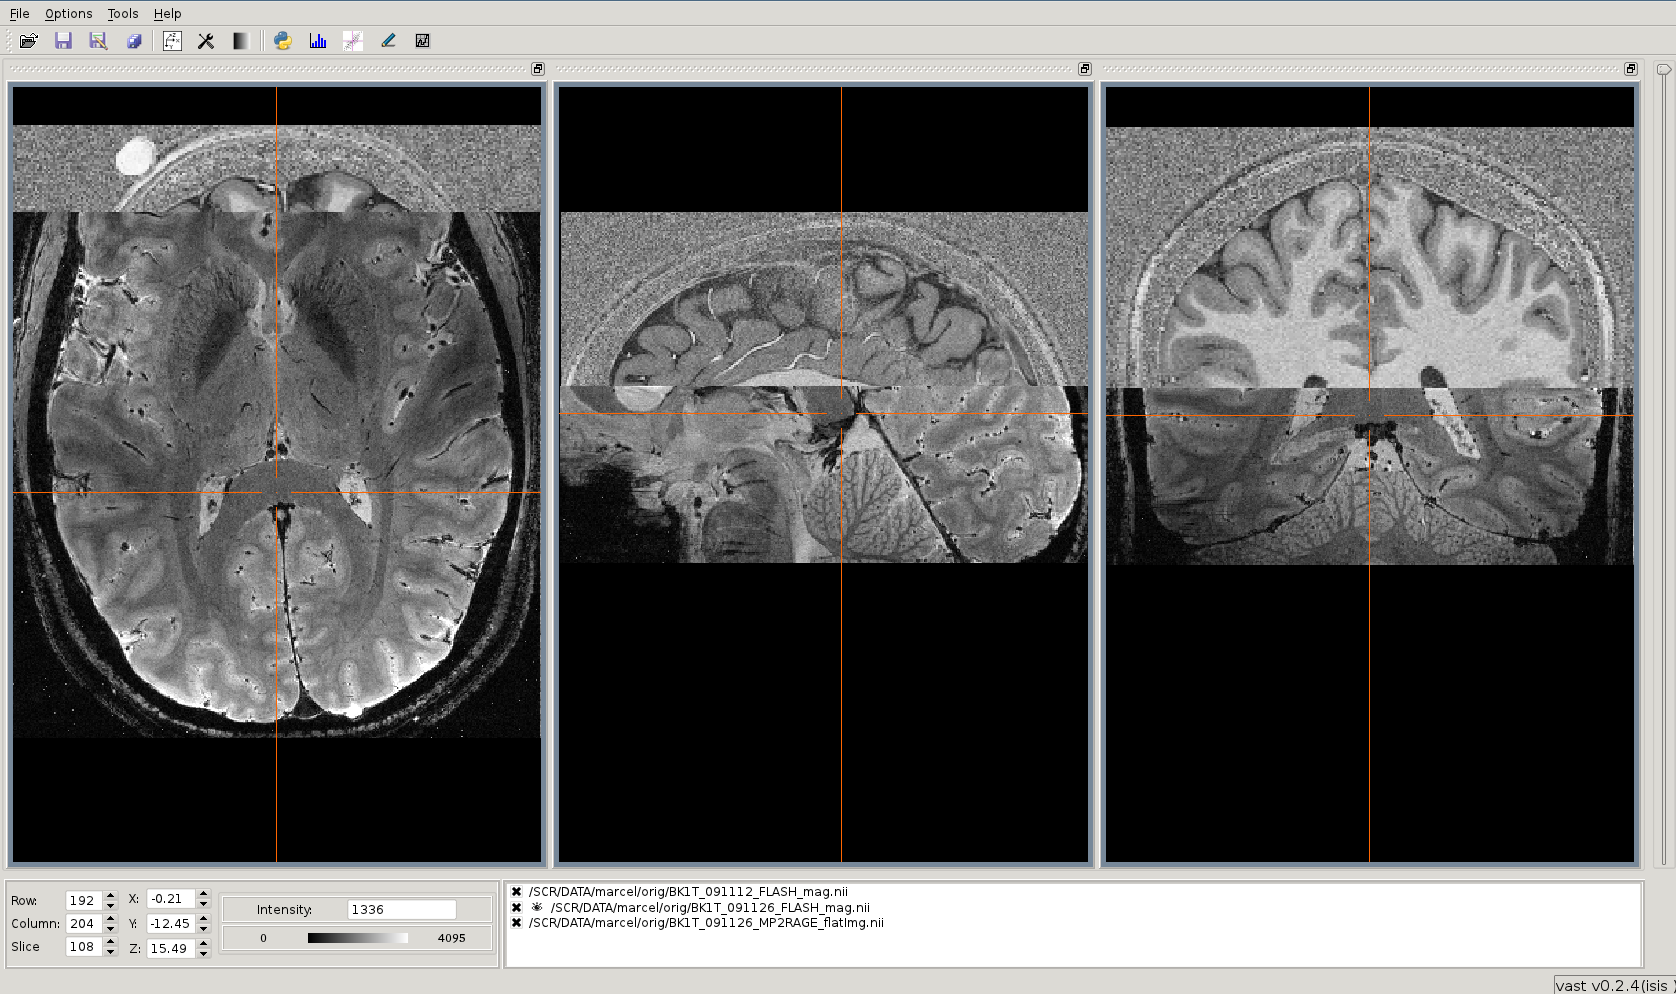 File Options Tools Help
Row: 192 X: -0.21
Column: 204 Y: -12.45
Slice 108 Z: 15.49
Intensity: 1336
0 4095
/SCR/DATA/marcel/orig/BK1T_091112_FLASH_mag.nii
/SCR/DATA/marcel/orig/BK1T_091126_FLASH_mag.nii
/SCR/DATA/marcel/orig/BK1T_091126_MP2RAGE_flatImg.nii
vast v0.2.4(isis